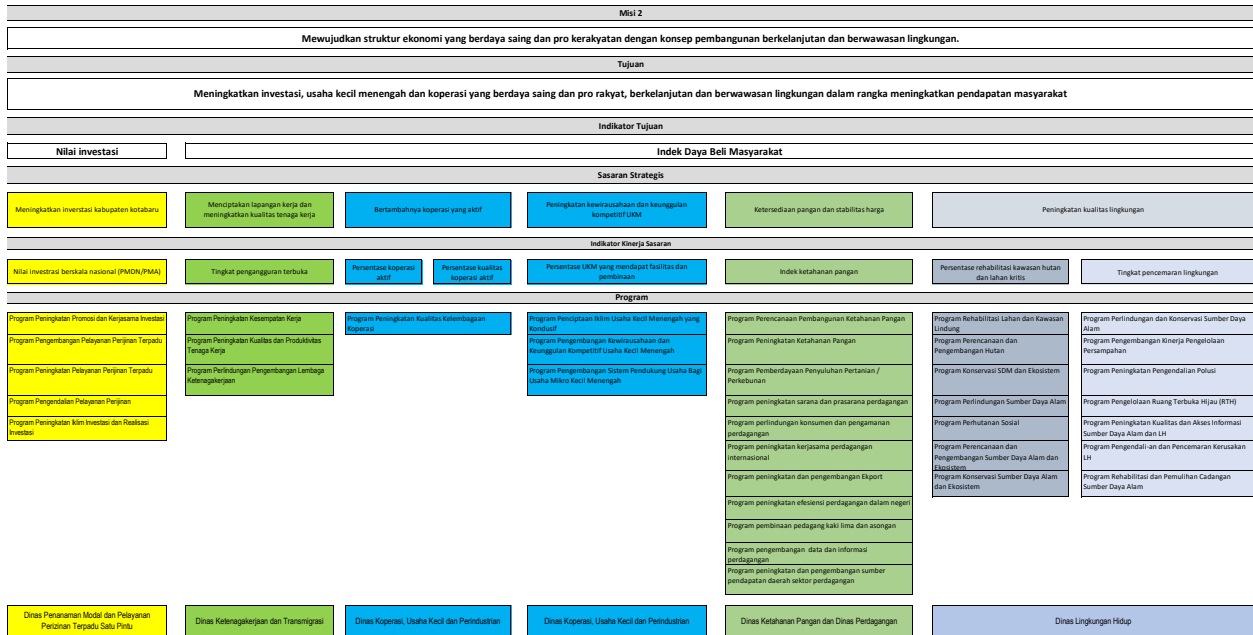 Misi 2
Mewujudkan struktur ekonomi yang berdaya saing dan pro kerakyatan dengan konsep pembangunan berkelanjutan dan berwawasan lingkungan.
Tujuan
Meningkatkan investasi, usaha kecil menengah dan koperasi yang berdaya saing dan pro rakyat, berkelanjutan dan berwawasan lingkungan dalam rangka meningkatkan pendapatan masyarakat
Indikator Tujuan
Nilai investasi
Indek Daya Beli Masyarakat
Sasaran Strategis
Meningkatkan inverstasi kabupaten kotabaru
Menciptakan lapangan kerja dan
meningkatkan kualitas tenaga kerja
Bertambahnya koperasi yang aktif
Peningkatan kewirausahaan dan keunggulan
kompetitif UKM
Ketersediaan pangan dan stabilitas harga
Peningkatan kualitas lingkungan
Indikator Kinerja Sasaran
Nilai investrasi berskala nasional (PMDN/PMA)
Tingkat pengangguran terbuka
Persentase koperasi
aktif
Persentase kualitas
koperasi aktif
Persentase UKM yang mendapat fasilitas dan
pembinaan
Indek ketahanan pangan
Persentase rehabilitasi kawasan hutan
dan lahan kritis
Tingkat pencemaran lingkungan
Program
Program Peningkatan Promosi dan Kerjasama Investasi
Program Pengembangan Pelayanan Perijinan Terpadu
Program Peningkatan Pelayanan Perijinan Terpadu
Program Pengendalian Pelayanan Perijinan
Program Peningkatan Iklim Investasi dan Realisasi
Investasi
Program Peningkatan Kesempatan Kerja
Program Peningkatan Kualitas dan Produktivitas
Tenaga Kerja
Program Perlindungan Pengembangan Lembaga
Ketenagakerjaan
Program Peningkatan Kualitas Kelembagaan
Koperasi
Program Penciptaan Iklim Usaha Kecil Menengah yang
Kondusif
Program Pengembangan Kewirausahaan dan
Keunggulan Kompetitif Usaha Kecil Menengah
Program Pengembangan Sistem Pendukung Usaha Bagi
Usaha Mikro Kecil Menengah
Program Perencanaan Pembangunan Ketahanan Pangan
Program Peningkatan Ketahanan Pangan
Program Pemberdayaan Penyuluhan Pertanian /
Perkebunan
Program peningkatan sarana dan prasarana perdagangan
Program perlindungan konsumen dan pengamanan
perdagangan
Program peningkatan kerjasama perdagangan
internasional
Program peningkatan dan pengembangan Eksport
Program peningkatan efesiensi perdagangan dalam negeri
Program pembinaan pedagang kaki lima dan asongan
Program pengembangan data dan informasi
perdagangan
Program peningkatan dan pengembangan sumber
pendapatan daerah sektor perdagangan
Program Rehabilitasi Lahan dan Kawasan
Lindung
Program Perencanaan dan
Pengembangan Hutan
Program Konservasi SDM dan Ekosistem
Program Perlindungan Sumber Daya Alam
Program Perhutanan Sosial
Program Perencanaan dan
Pengembangan Sumber Daya Alam dan
Ekosistem
Program Konservasi Sumber Daya Alam
dan Ekosistem
Program Perlindungan dan Konservasi Sumber Daya
Alam
Program Pengembangan Kinerja Pengelolaan
Persampahan
Program Peningkatan Pengendalian Polusi
Program Pengelolaan Ruang Terbuka Hijau (RTH)
Program Peningkatan Kualitas dan Akses Informasi
Sumber Daya Alam dan LH
Program Pengendali-an dan Pencemaran Kerusakan
LH
Program Rehabilitasi dan Pemulihan Cadangan
Sumber Daya Alam
Dinas Penanaman Modal dan Pelayanan
Perizinan Terpadu Satu Pintu
Dinas Ketenagakerjaan dan Transmigrasi
Dinas Koperasi, Usaha Kecil dan Perindustrian
Dinas Koperasi, Usaha Kecil dan Perindustrian
Dinas Ketahanan Pangan dan Dinas Perdagangan
Dinas Lingkungan Hidup